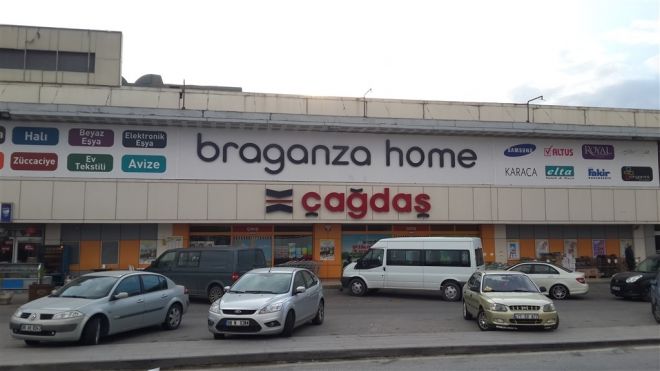 Halı
Beyaz
Eşya
Elektronik
Eşya
Züccaciye
Ev
Tekstili
Avize
braganza home
SAMSUNG
ALTUS
ROYAL
KARACA
elta
fakir
çağdaş